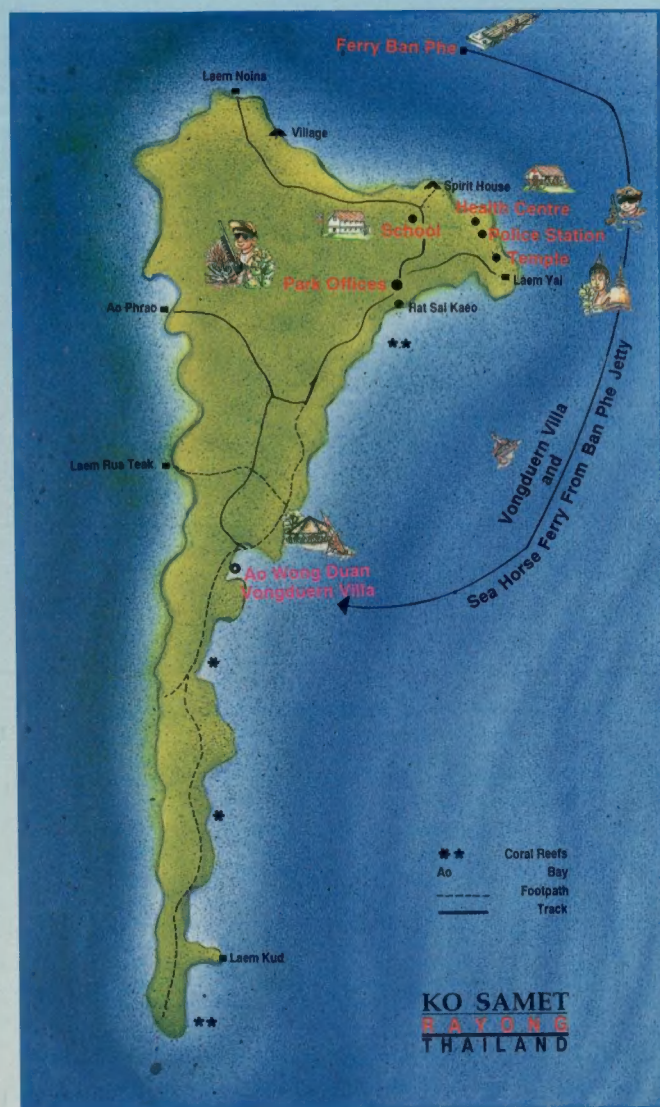 Ferry Ban Phe
Laem Noina
Village
Spirit House
Health Centre
School
Police Station
Temple
Park Offices
Laem Yai
Hat Sai Kaeo
Ao Phrao
Laem Rua Teak
Vongduern Villa
and
Sea Horse Ferry From Ban Phe Jetty
Ao Wong Duan
Vongduern Villa
Coral Reefs
Ao Bay
Footpath
Track
Laem Kud
KO SAMET
RAYONG
THAILAND